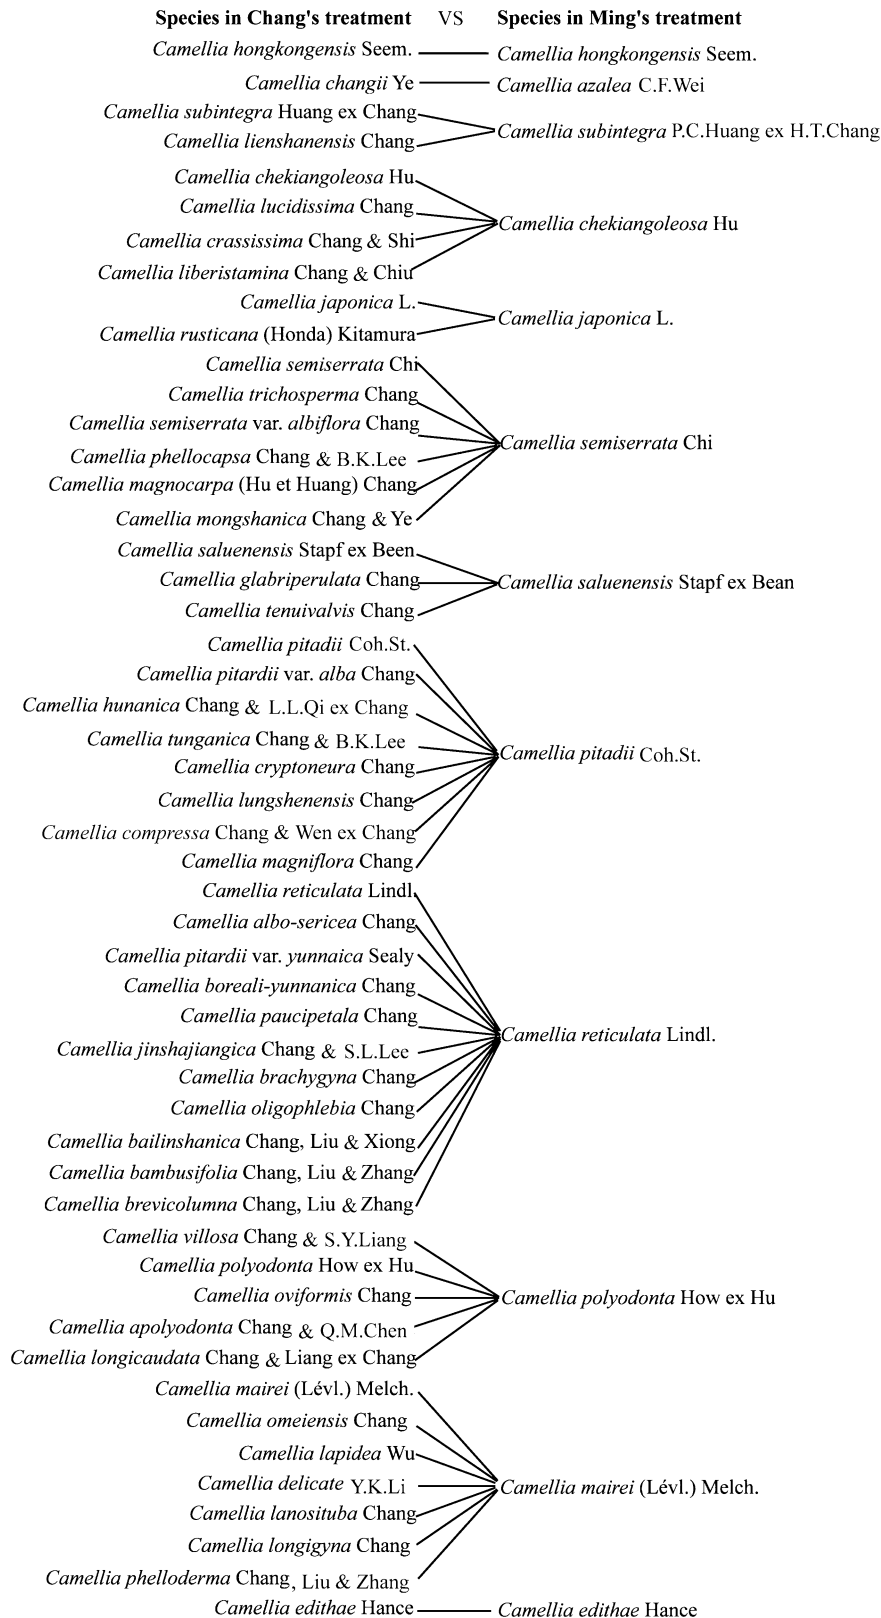 Species in Chang's treatment VS Species in Ming's treatment
Camellia hongkongensis Seem. Camellia hongkongensis Seem.
Camellia changii Ye Camellia azalea C.F.Wei
Camellia subintegra Huang ex Chang
Camellia subintegra P.C.Huang ex H.T.Chang
Camellia lienshanensis Chang
Camellia chekiangoleosa Hu
Camellia lucidissima Chang
Camellia chekiangoleosa Hu
Camellia crassissima Chang & Shi
Camellia liberistamina Chang & Chiu
Camellia japonica L.
Camellia japonica L.
Camellia rusticana (Honda) Kitamura
Camellia semiserrata Chi
Camellia trichosperma Chang
Camellia semiserrata var. albiflora Chang
Camellia semiserrata Chi
Camellia phellocapsa Chang & B.K.Lee
Camellia magnocarpa (Hu et Huang) Chang
Camellia mongshanica Chang & Ye
Camellia saluenensis Stapf ex Been
Camellia glabriperulata Chang Camellia saluenensis Stapf ex Bean
Camellia tenuivalvis Chang
Camellia pitadii Coh.St.
Camellia pitardii var. alba Chang
Camellia hunanica Chang & L.L.Qi ex Chang
Camellia tunganica Chang & B.K.Lee
Camellia pitadii Coh.St.
Camellia cryptoneura Chang
Camellia lungshenensis Chang
Camellia compressa Chang & Wen ex Chang
Camellia magniflora Chang
Camellia reticulata Lindl.
Camellia albo-sericea Chang
Camellia pitardii var. yunnaica Sealy
Camellia boreali-yunnanica Chang
Camellia paucipetala Chang
Camellia reticulata Lindl.
Camellia jinshajiangica Chang & S.L.Lee
Camellia brachygyna Chang
Camellia oligophlebia Chang
Camellia bailinshanica Chang, Liu & Xiong
Camellia bambusifolia Chang, Liu & Zhang
Camellia brevicolumna Chang, Liu & Zhang
Camellia villosa Chang & S.Y.Liang
Camellia polyodonta How ex Hu
Camellia oviformis Chang Camellia polyodonta How ex Hu
Camellia apolyodonta Chang & Q.M.Chen
Camellia longicaudata Chang & Liang ex Chang
Camellia mairei (Lévl.) Melch.
Camellia omeiensis Chang
Camellia lapidea Wu
Camellia delicate Y.K.Li Camellia mairei (Lévl.) Melch.
Camellia lanosituba Chang
Camellia longigyna Chang
Camellia phelloderma Chang, Liu & Zhang
Camellia edithae Hance Camellia edithae Hance